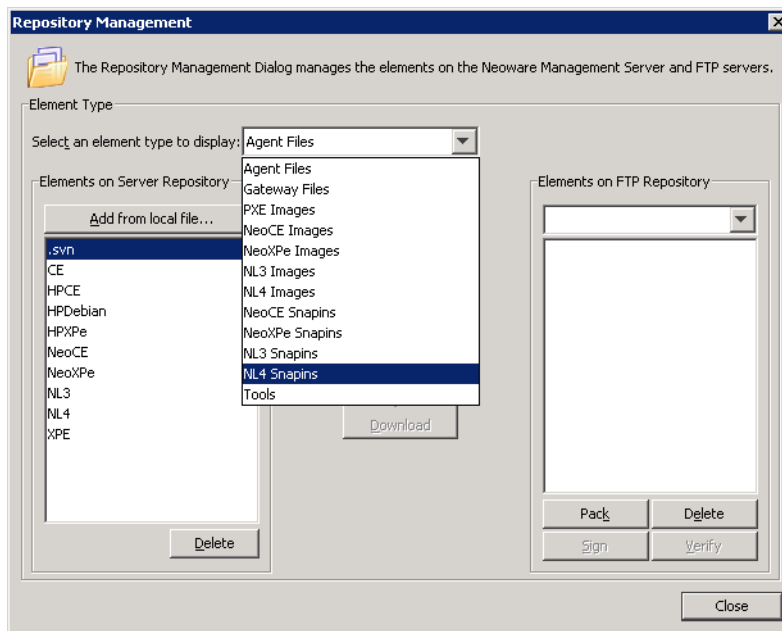 Repository Management
The Repository Management Dialog manages the elements on the Neoware Management Server and FTP servers.
Element Type
Select an element type to display: Agent Files
Agent Files
Gateway Files
PXE Images
NeoCE Images
NeoXPe Images
NL3 Images
NL4 Images
NeoCE Snapins
NeoXPe Snapins
NL3 Snapins
NL4 Snapins
Tools
Elements on Server Repository
Add from local file...
.svn
CE
HPCE
HPDebian
HPXPe
NeoCE
NeoXPe
NL3
NL4
XPE
Delete
Download
Elements on FTP Repository
Pack
Delete
Sign
Verify
Close